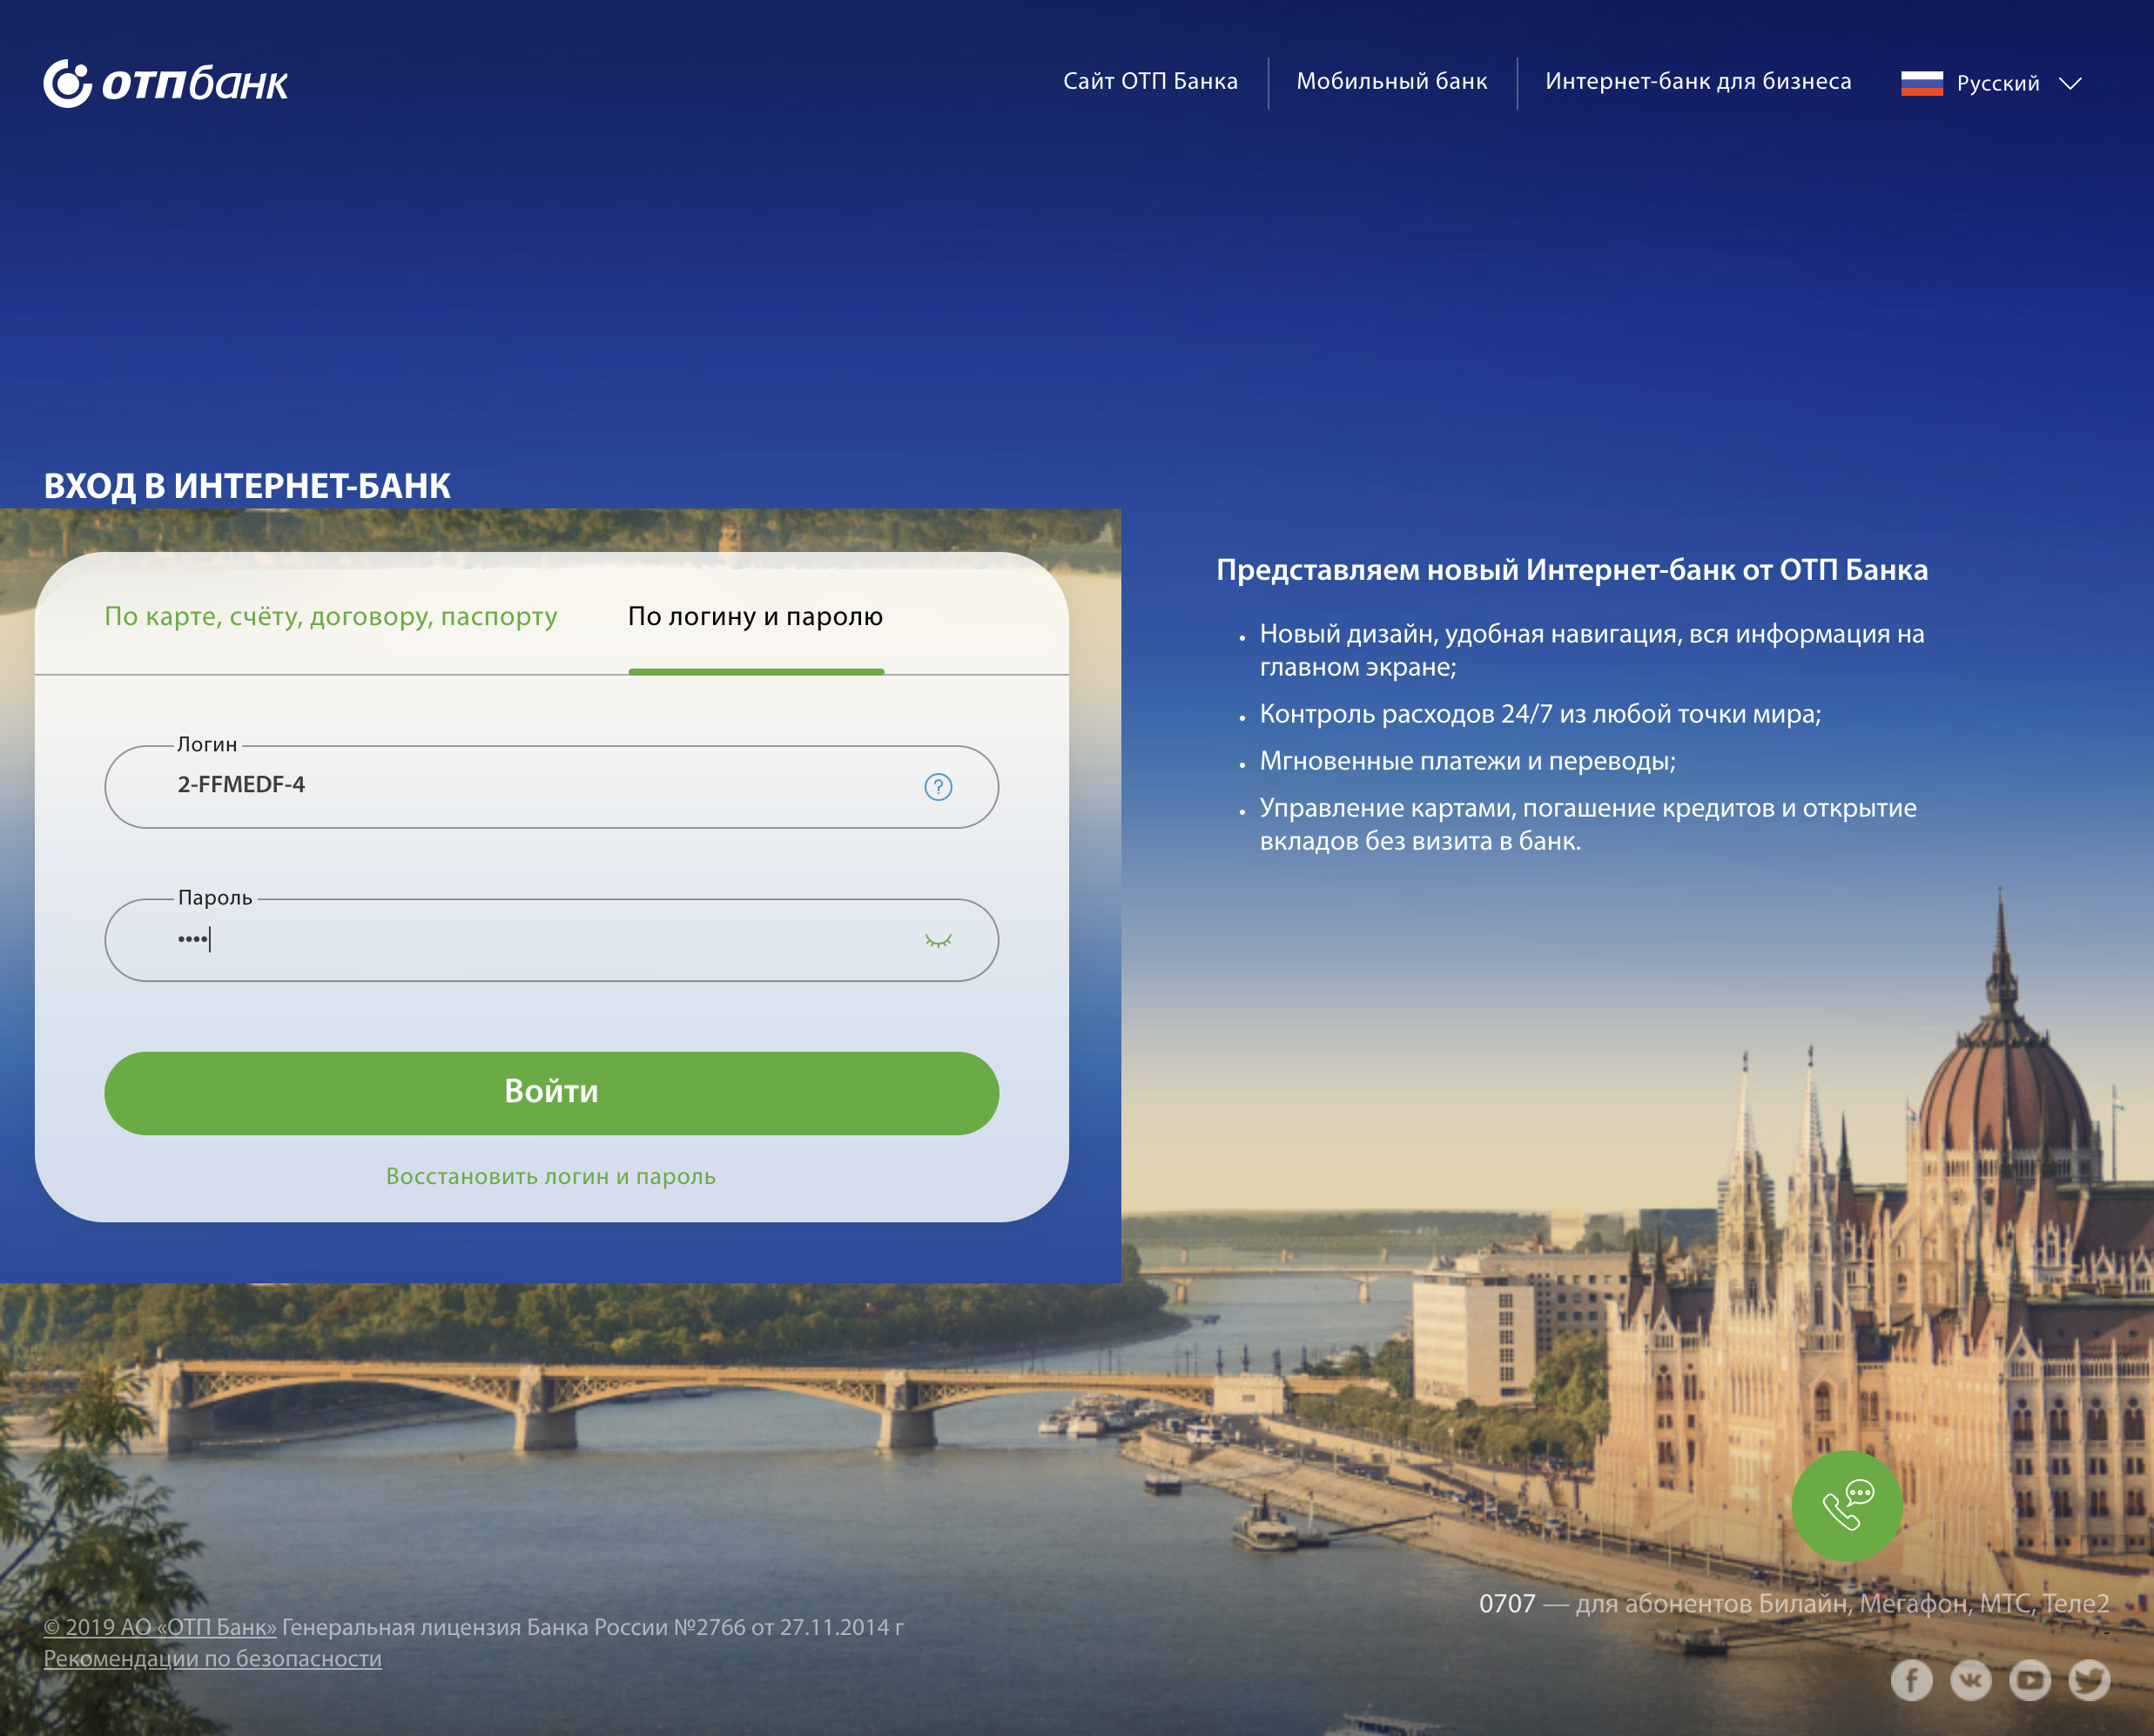 отпбанк
Сайт ОТП Банка
Мобильный банк
Интернет-банк для бизнеса
Русский
ВХОД В ИНТЕРНЕТ-БАНК
По карте, счёту, договору, паспорту
По логину и паролю
Логин
2-FFMEDF-4
Пароль
••••
Войти
Восстановить логин и пароль
Представляем новый Интернет-банк от ОТП Банка
• Новый дизайн, удобная навигация, вся информация на
главном экране;
• Контроль расходов 24/7 из любой точки мира;
• Мгновенные платежи и переводы;
• Управление картами, погашение кредитов и открытие
вкладов без визита в банк.
0707 — для абонентов Билайн, Мегафон, МТС, Теле2
-
© 2019 АО «ОТП Банк» Генеральная лицензия Банка России №2766 от 27.11.2014 г
Рекомендации по безопасности